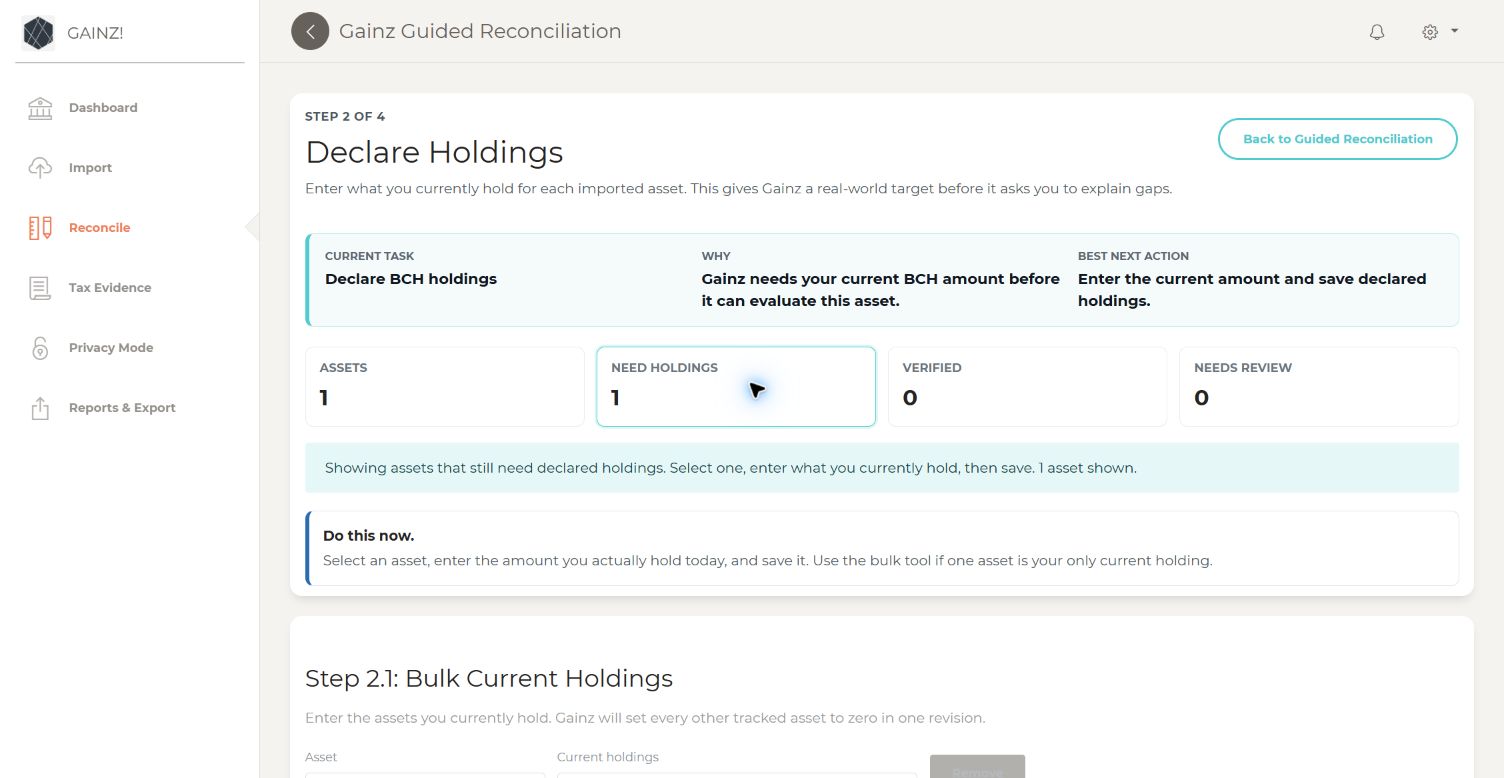 GAINZ!
Gainz Guided Reconciliation
Dashboard
Import
Reconcile
Tax Evidence
Privacy Mode
Reports & Export
STEP 2 OF 4
Declare Holdings
Back to Guided Reconciliation
Enter what you currently hold for each imported asset. This gives Gainz a real-world target before it asks you to explain gaps.
CURRENT TASK
Declare BCH holdings
WHY
Gainz needs your current BCH amount before
it can evaluate this asset.
BEST NEXT ACTION
Enter the current amount and save declared
holdings.
ASSETS
1
NEED HOLDINGS
1
VERIFIED
0
NEEDS REVIEW
0
Showing assets that still need declared holdings. Select one, enter what you currently hold, then save. 1 asset shown.
Do this now.
Select an asset, enter the amount you actually hold today, and save it. Use the bulk tool if one asset is your only current holding.
Step 2.1: Bulk Current Holdings
Enter the assets you currently hold. Gainz will set every other tracked asset to zero in one revision.
Asset
Current holdings
Remove